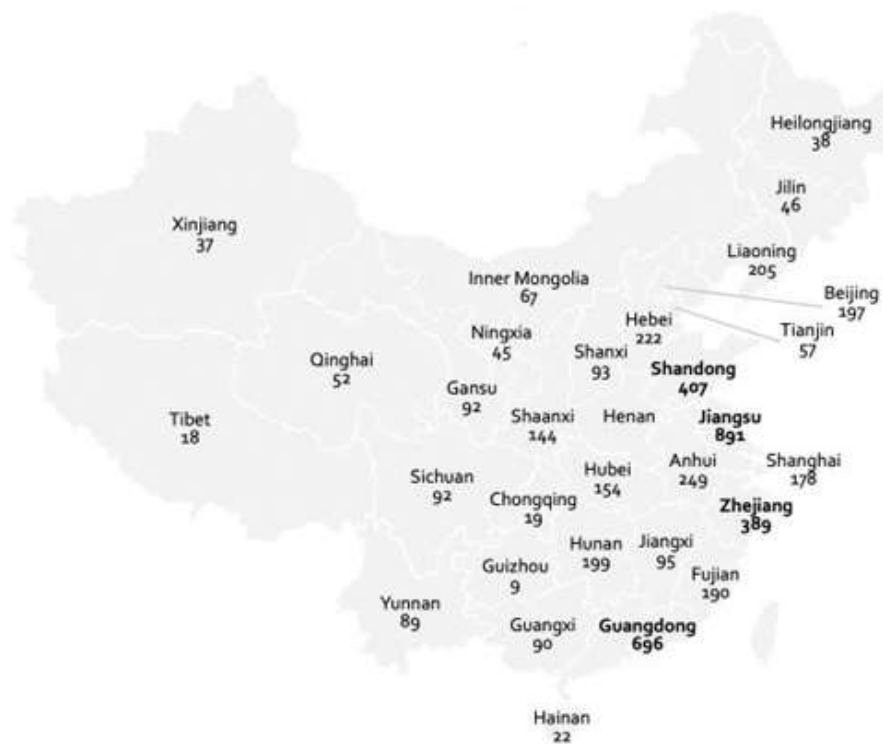 Heilongjiang
38
Jilin
46
Xinjiang
37
Liaoning
205
Inner Mongolia
67
Beijing
197
Hebei
222
Tianjin
57
Ningxia
45
Shanxi
93
Qinghai
52
Shandong
407
Gansu
92
Tibet
18
Shaanxi
144
Henan
Jiangsu
891
Anhui
249
Shanghai
178
Hubei
154
Sichuan
92
Chongqing
19
Zhejiang
389
Hunan
199
Jiangxi
95
Guizhou
9
Fujian
190
Yunnan
89
Guangxi
90
Guangdong
696
Hainan
22